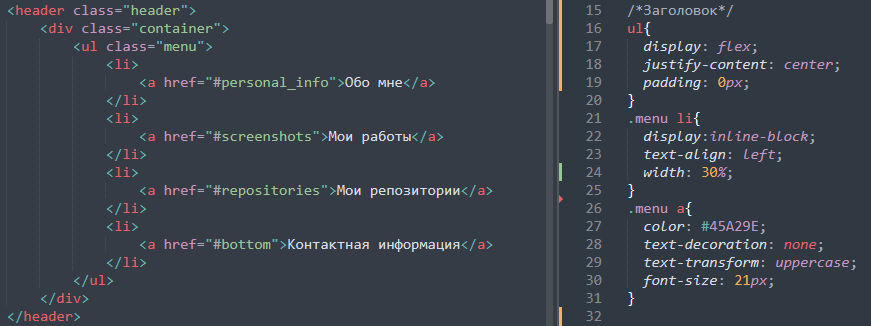 <header class="header">
<div class="container">
<ul class="menu">
<li>
<a href="#personal_info">Обо мне</a>
</li>
<li>
<a href="#screenshots">Мои работы</a>
</li>
<li>
<a href="#repositories">Мои репозитории</a>
</li>
<li>
<a href="#bottom">Контактная информация</a>
</li>
</ul>
</div>
</header>
15 /*Заголовок*/
16 ul{
17 display: flex;
18 justify-content: center;
19 padding: 0px;
20 }
21 .menu li{
22 display:inline-block;
23 text-align: left;
24 width: 30%;
25 }
26 .menu a{
27 color: #45A29E;
28 text-decoration: none;
29 text-transform: uppercase;
30 font-size: 21px;
31 }
32